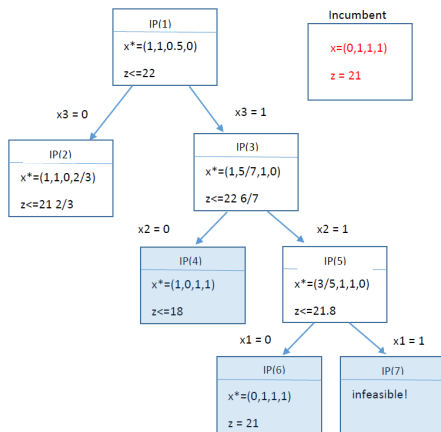 IP(1)
x*=(1,1,0.5,0)
z<=22
Incumbent
x=(0,1,1,1)
z = 21
x3 = 0
x3 = 1
IP(2)
x*=(1,1,0,2/3)
z<=21 2/3
IP(3)
x*=(1,5/7,1,0)
z<=22 6/7
x2 = 0
x2 = 1
IP(4)
x*=(1,0,1,1)
z<=18
IP(5)
x*=(3/5,1,1,0)
z<=21.8
x1 = 0
x1 = 1
IP(6)
x*=(0,1,1,1)
z = 21
IP(7)
infeasible!